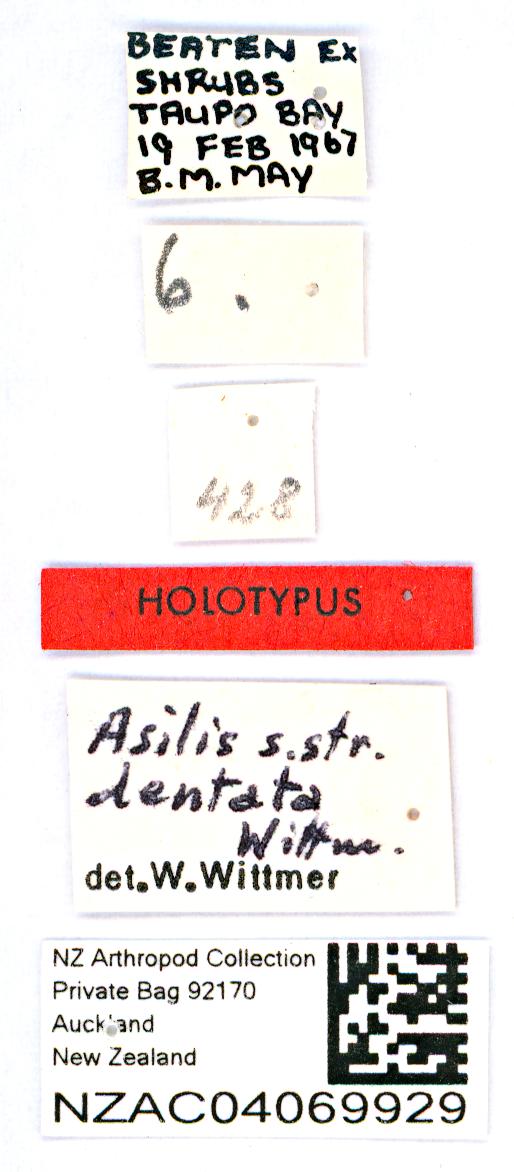 BEATEN EX
SHRUBS
TAUPO BAY
19 FEB 1967
B.M. MAY
6.
428
HOLOTYPUS
Asilis s.str.
dentata
Wittm.
det.W.Wittmer
NZ Arthropod Collection
Private Bag 92170
Auckland
New Zealand
NZAC04069929